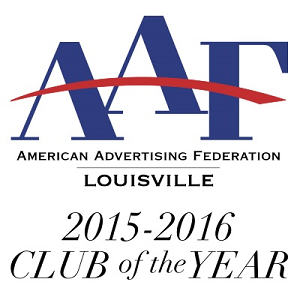 AAF
AMERICAN ADVERTISING FEDERATION
LOUISVILLE
2015-2016
CLUB of the YEAR